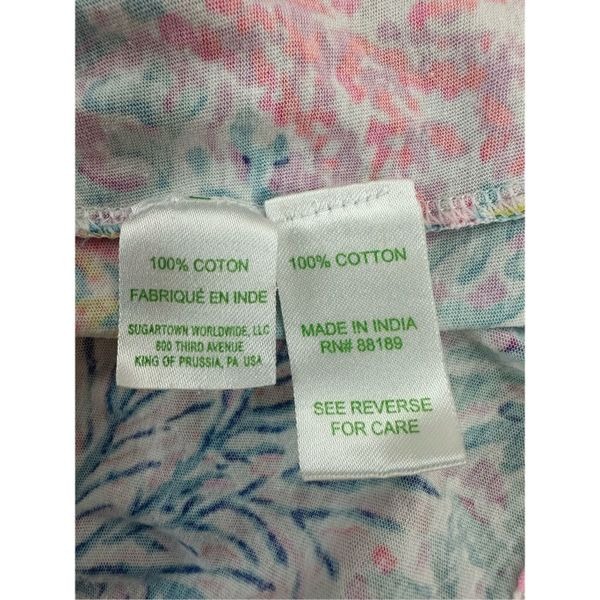 100% COTON
FABRIQUÉ EN INDE
SUGARTOWN WORLDWIDE, LLC
800 THIRD AVENUE
KING OF PRUSSIA, PA USA
100% COTTON
MADE IN INDIA
RN# 88189
SEE REVERSE
FOR CARE